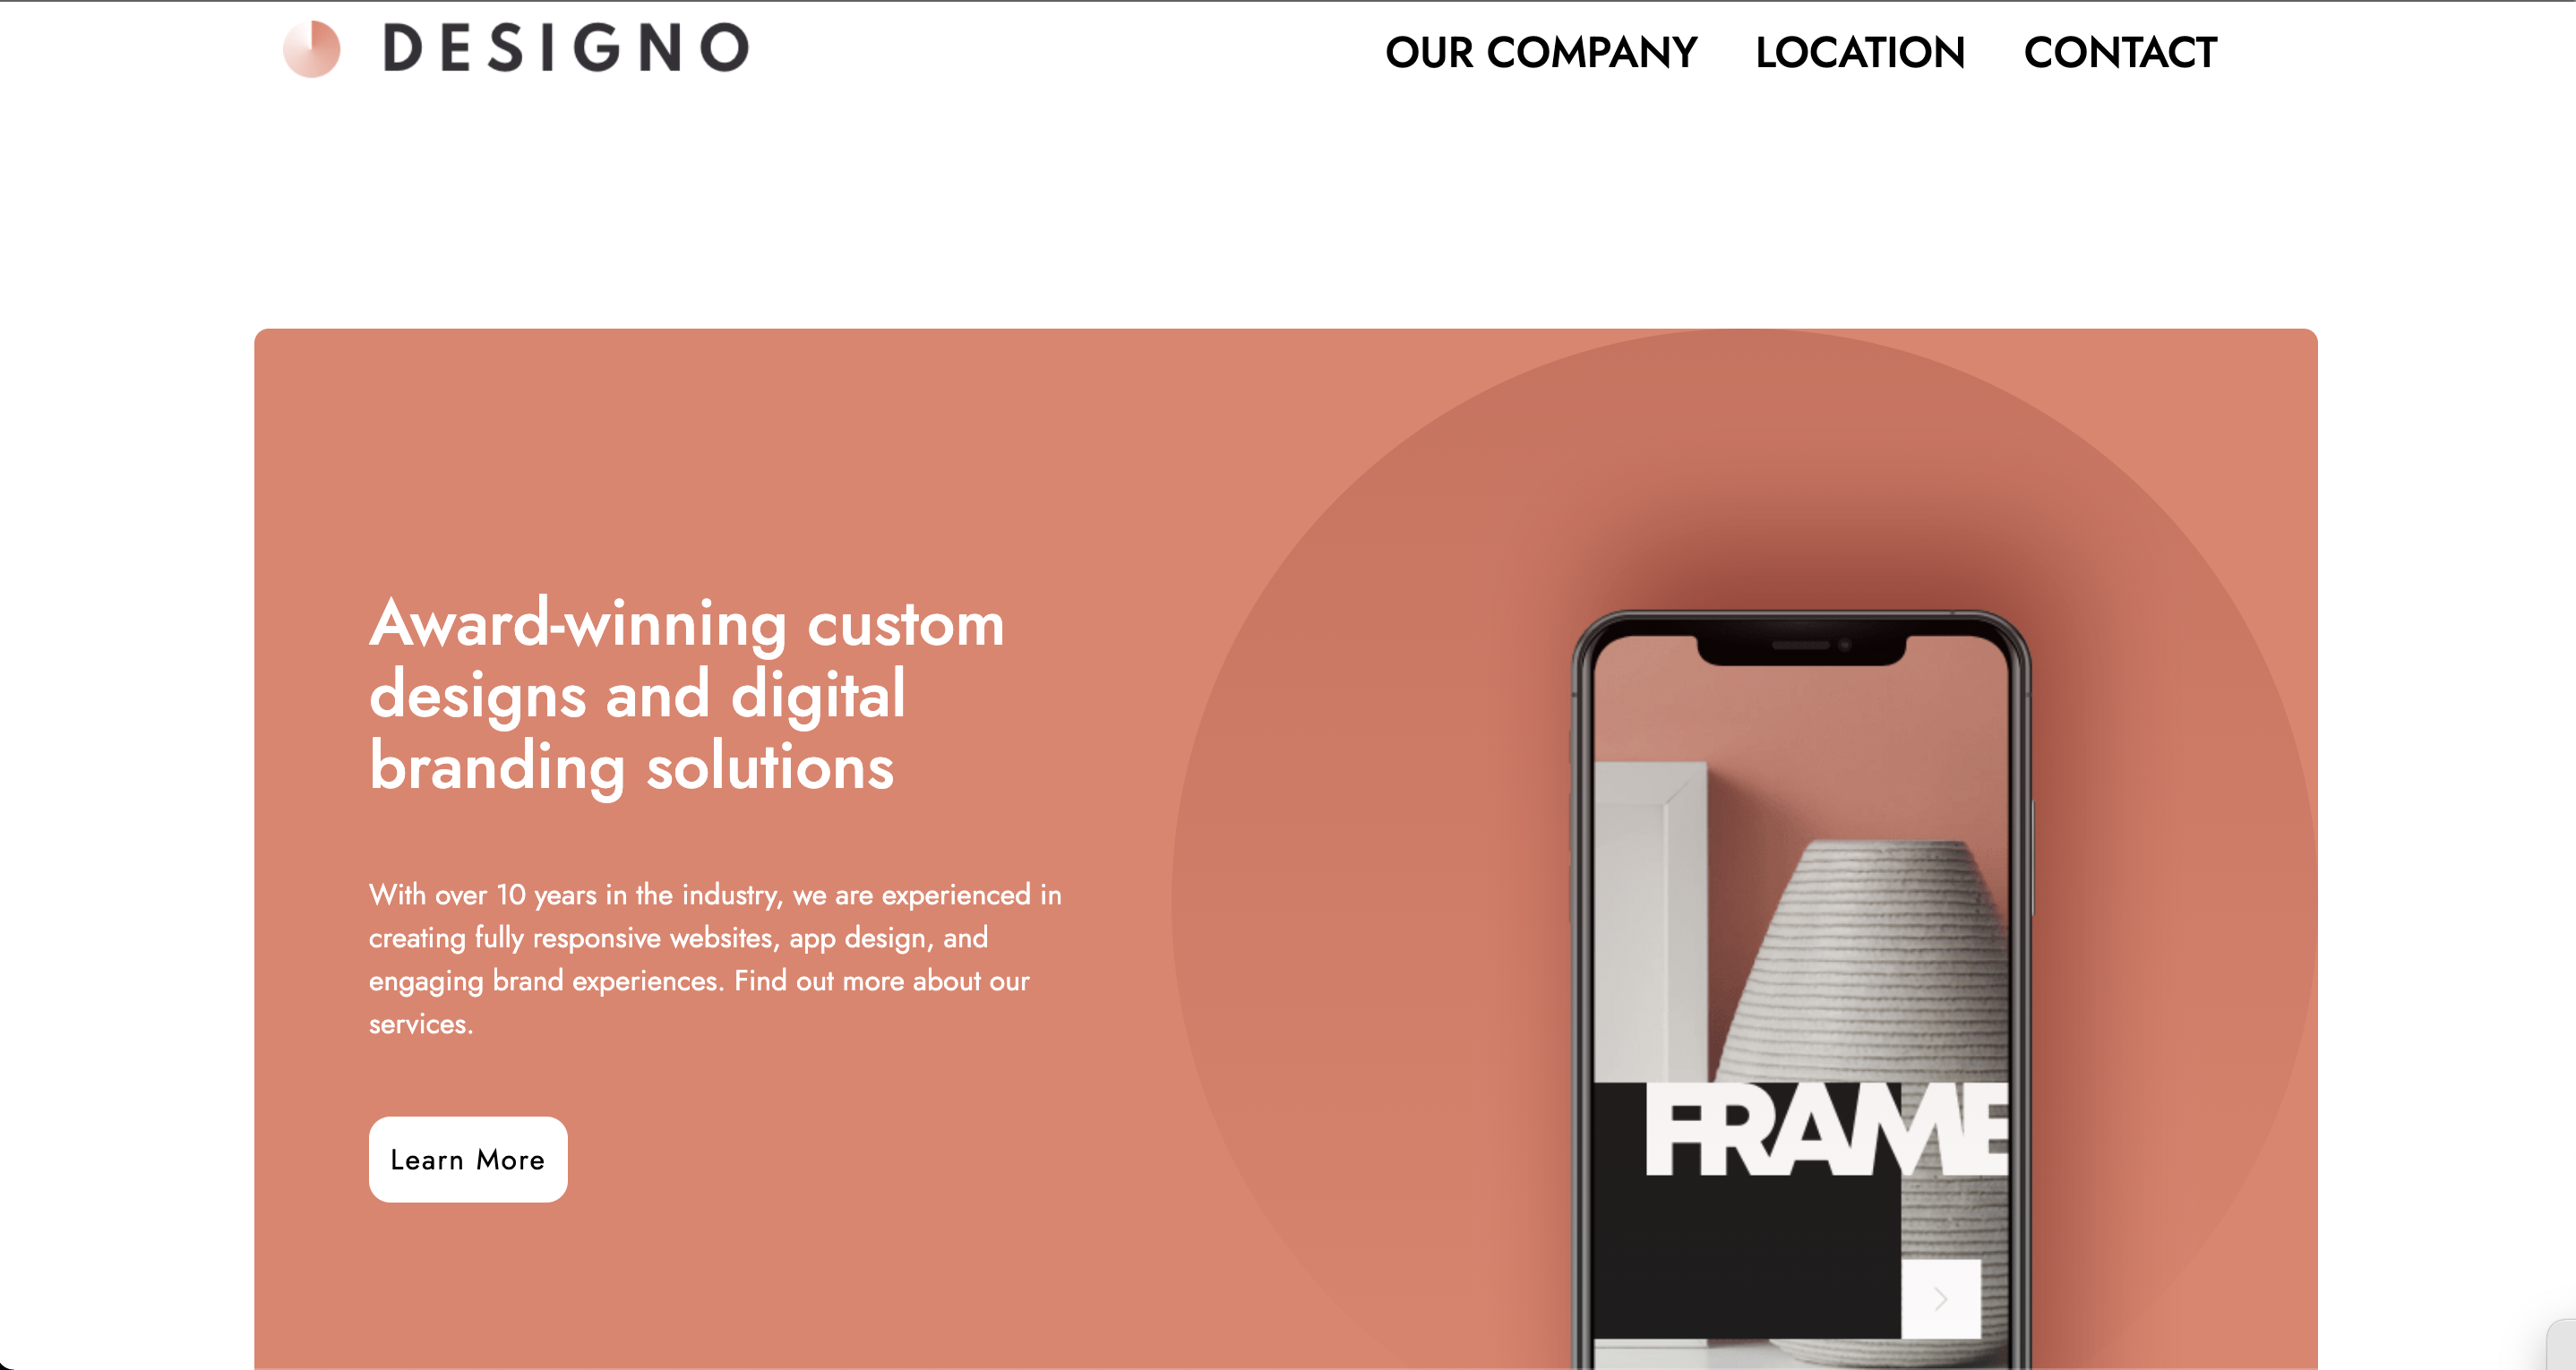 DESIGNO
OUR COMPANY LOCATION CONTACT
Award-winning custom
designs and digital
branding solutions
With over 10 years in the industry, we are experienced in
creating fully responsive websites, app design, and
engaging brand experiences. Find out more about our
services.
Learn More
FRAME